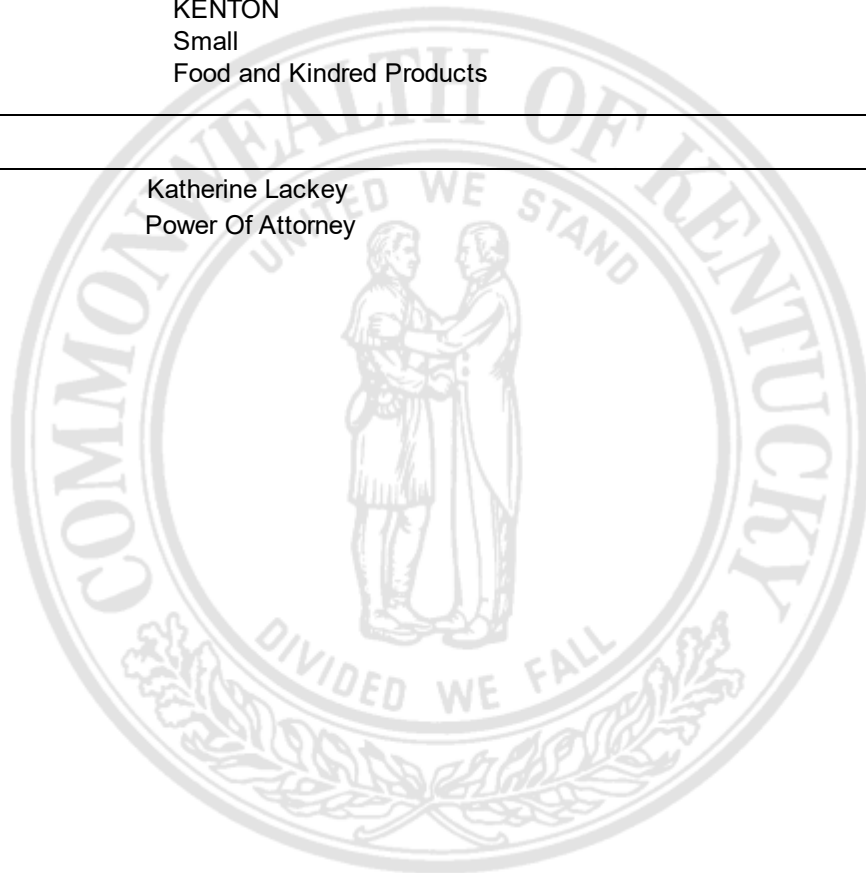 KENTON
Small
Food and Kindred Products
Katherine Lackey
Power Of Attorney
COMMONWEALTH OF KENTUCKY
UNITED WE STAND
DIVIDED WE FALL